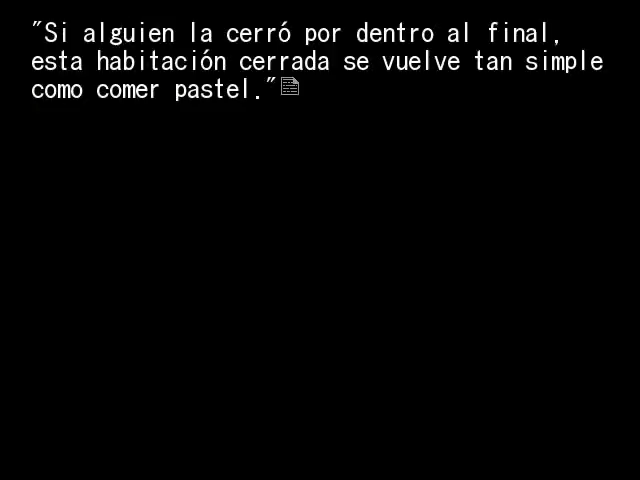 "Si alguien la cerró por dentro al final,
esta habitación cerrada se vuelve tan simple
como comer pastel."